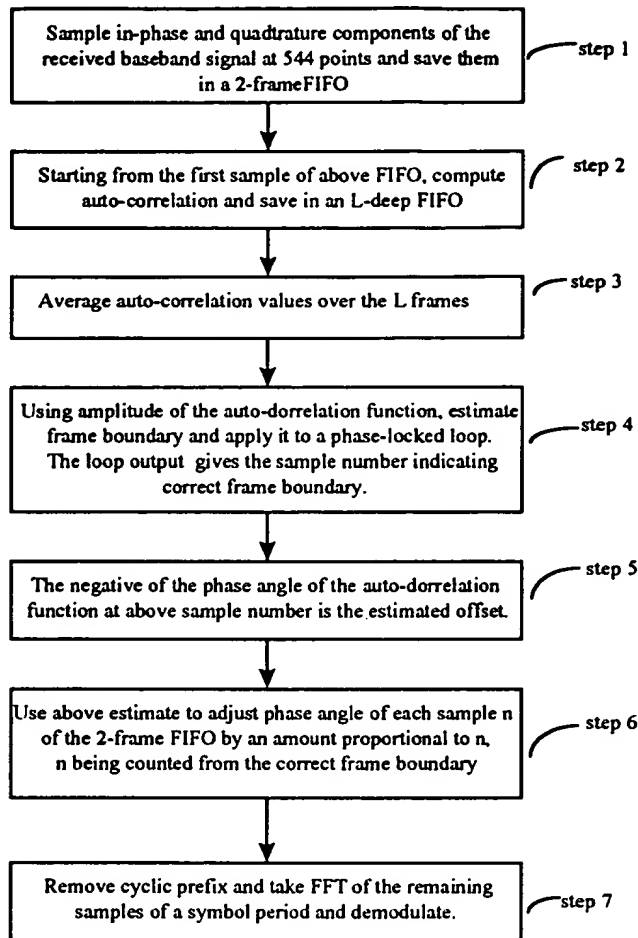 Sample in-phase and quadtrature components of the
received baseband signal at 544 points and save them
in a 2-frameFIFO
step 1
Starting from the first sample of above FIFO, compute
auto-correlation and save in an L-deep FIFO
step 2
Average auto-correlation values over the L frames
step 3
Using amplitude of the auto-dorrelation function, estimate
frame boundary and apply it to a phase-locked loop.
The loop output gives the sample number indicating
correct frame boundary.
step 4
The negative of the phase angle of the auto-dorrelation
function at above sample number is the estimated offset.
step 5
Use above estimate to adjust phase angle of each sample n
of the 2-frame FIFO by an amount proportional to n,
n being counted from the correct frame boundary
step 6
Remove cyclic prefix and take FFT of the remaining
samples of a symbol period and demodulate.
step 7